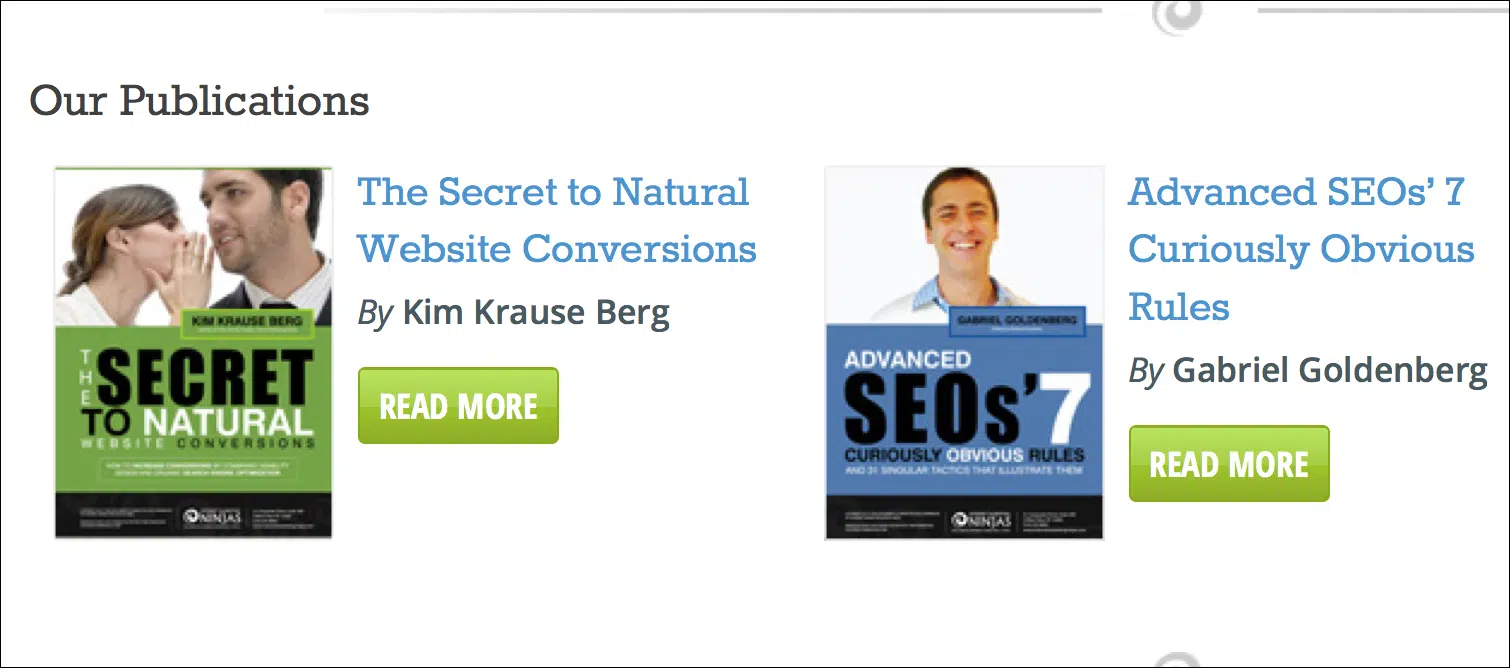 Our Publications
KIM KRAUSE BERG
THE
SECRET
TO NATURAL
WEBSITE CONVERSIONS
HOW TO INCREASE CONVERSIONS BY COMBINING USABILITY
DESIGN AND ORGANIC SEARCH ENGINE OPTIMIZATION
NINJAS
The Secret to Natural
Website Conversions
By Kim Krause Berg
READ MORE
GABRIEL GOLDENBERG
ADVANCED
SEOs’7
CURIOUSLY OBVIOUS RULES
AND 31 SINGULAR TACTICS THAT ILLUSTRATE THEM
NINJAS
Advanced SEOs’ 7
Curiously Obvious
Rules
By Gabriel Goldenberg
READ MORE